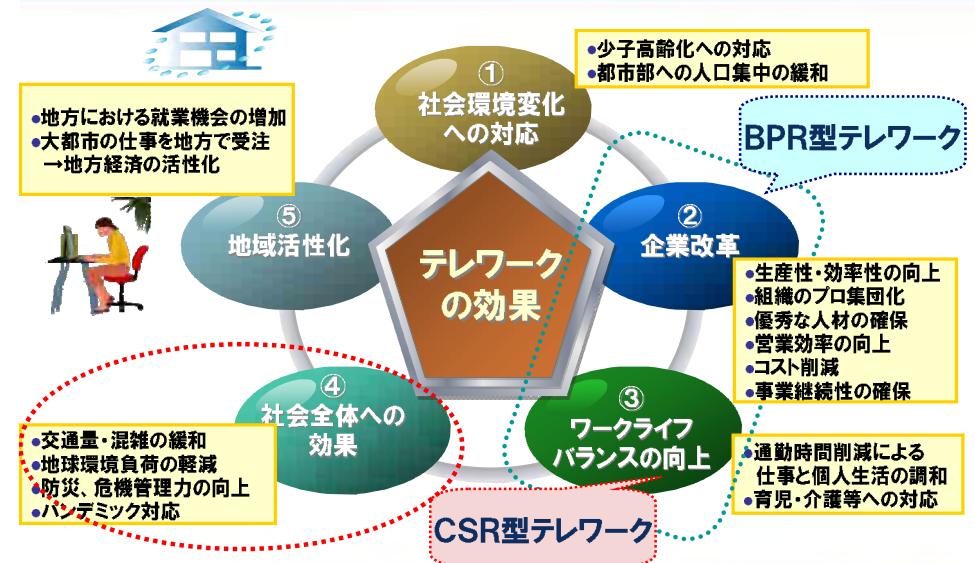 ①
社会環境変化
への対応
●少子高齢化への対応
●都市部への人口集中の緩和
BPR型テレワーク
●地方における就業機会の増加
●大都市の仕事を地方で受注
→地方経済の活性化
⑤
地域活性化
テレワーク
の効果
②
企業改革
●生産性・効率性の向上
●組織のプロ集団化
●優秀な人材の確保
●営業効率の向上
●コスト削減
●事業継続性の確保
④
社会全体への
効果
●交通量・混雑の緩和
●地球環境負荷の軽減
●防災、危機管理力の向上
●パンデミック対応
③
ワークライフ
バランスの向上
●通勤時間削減による
仕事と個人生活の調和
●育児・介護等への対応
CSR型テレワーク